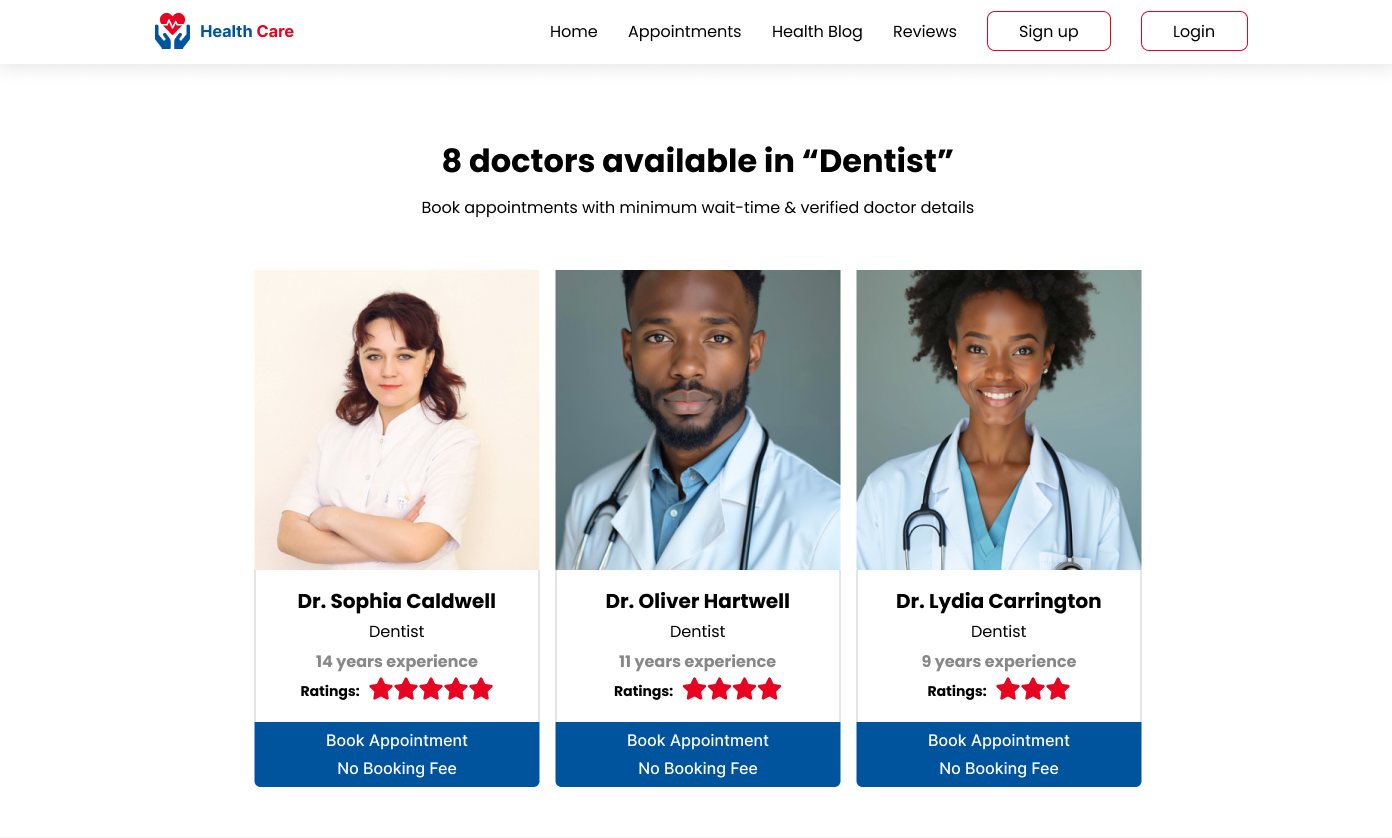 Health Care
Home
Appointments
Health Blog
Reviews
Sign up
Login
8 doctors available in “Dentist”
Book appointments with minimum wait-time & verified doctor details
Dr. Sophia Caldwell
Dentist
14 years experience
Ratings:
Book Appointment
No Booking Fee
Dr. Oliver Hartwell
Dentist
11 years experience
Ratings:
Book Appointment
No Booking Fee
Dr. Lydia Carrington
Dentist
9 years experience
Ratings:
Book Appointment
No Booking Fee